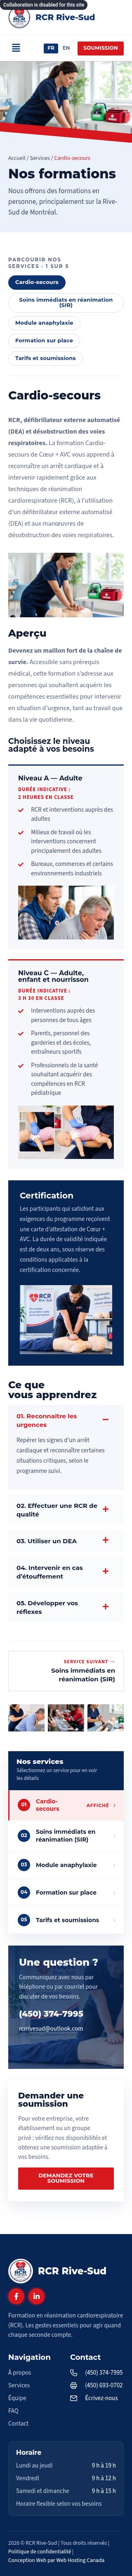 Collaboration is disabled for this site
RCR Rive-Sud
FR
EN
SOUMISSION
Accueil / Services / Cardio-secours
Nos formations
Nous offrons des formations en
personne, principalement sur la Rive-
Sud de Montréal.
PARCOURIR NOS
SERVICES · 1 SUR 5
Cardio-secours
Soins immédiats en réanimation
(SIR)
Module anaphylaxie
Formation sur place
Tarifs et soumissions
Cardio-secours
RCR, défibrillateur externe automatisé
(DEA) et désobstruction des voies
respiratoires. La formation Cardio-
secours de Cœur + AVC vous apprend à
reconnaître un arrêt cardiaque et à
intervenir rapidement grâce aux
techniques de réanimation
cardiorespiratoire (RCR), à l'utilisation
d'un défibrillateur externe automatisé
(DEA) et aux manœuvres de
désobstruction des voies respiratoires.
Aperçu
Devenez un maillon fort de la chaîne de
survie. Accessible sans prérequis
médical, cette formation s'adresse aux
personnes qui souhaitent acquérir les
compétences essentielles pour intervenir
en situation d'urgence, tant au travail que
dans la vie quotidienne.
Choisissez le niveau
adapté à vos besoins
Niveau A — Adulte
DURÉE INDICATIVE :
2 HEURES EN CLASSE
RCR et interventions auprès des
adultes
Milieux de travail où les
interventions concernent
principalement des adultes
Bureaux, commerces et certains
environnements industriels
Niveau C — Adulte,
enfant et nourrisson
DURÉE INDICATIVE :
3 H 30 EN CLASSE
Interventions auprès des
personnes de tous âges
Parents, personnel des
garderies et des écoles,
entraîneurs sportifs
Professionnels de la santé
souhaitant acquérir des
compétences en RCR
pédiatrique
Certification
Les participants qui satisfont aux
exigences du programme reçoivent
une carte d'attestation de Cœur +
AVC. La durée de validité indiquée
est de deux ans, sous réserve des
conditions applicables à la
certification concernée.
Ce que
vous apprendrez
01. Reconnaître les
urgences
Repérer les signes d'un arrêt
cardiaque et reconnaître certaines
situations critiques, selon le
programme suivi.
02. Effectuer une RCR de
qualité
03. Utiliser un DEA
04. Intervenir en cas
d'étouffement
05. Développer vos
réflexes
SERVICE SUIVANT →
Soins immédiats en
réanimation (SIR)
Nos services
Sélectionnez un service pour en voir
les détails
01 Cardio-
secours
AFFICHÉ
02 Soins immédiats en
réanimation (SIR)
03 Module anaphylaxie
04 Formation sur place
05 Tarifs et soumissions
Une question ?
Communiquez avec nous par
téléphone ou par courriel pour
discuter de vos besoins.
(450) 374-7995
rcrrivesud@outlook.com
Demander une
soumission
Pour votre entreprise, votre
établissement ou un groupe
privé : vérifiez nos disponibilités et
obtenez une soumission adaptée à
vos besoins.
DEMANDEZ VOTRE
SOUMISSION
RCR Rive-Sud
Formation en réanimation cardiorespiratoire
(RCR). Les gestes essentiels pour agir quand
chaque seconde compte.
Navigation
À propos
Services
Équipe
FAQ
Contact
Contact
(450) 374-7995
(450) 693-0702
Écrivez-nous
Horaire
Lundi au jeudi 9 h à 19 h
Vendredi 9 h à 12 h
Samedi et dimanche 9 h à 15 h
Horaire flexible selon vos besoins
2026 © RCR Rive-Sud | Tous droits réservés |
Politique de confidentialité |
Conception Web par Web Hosting Canada